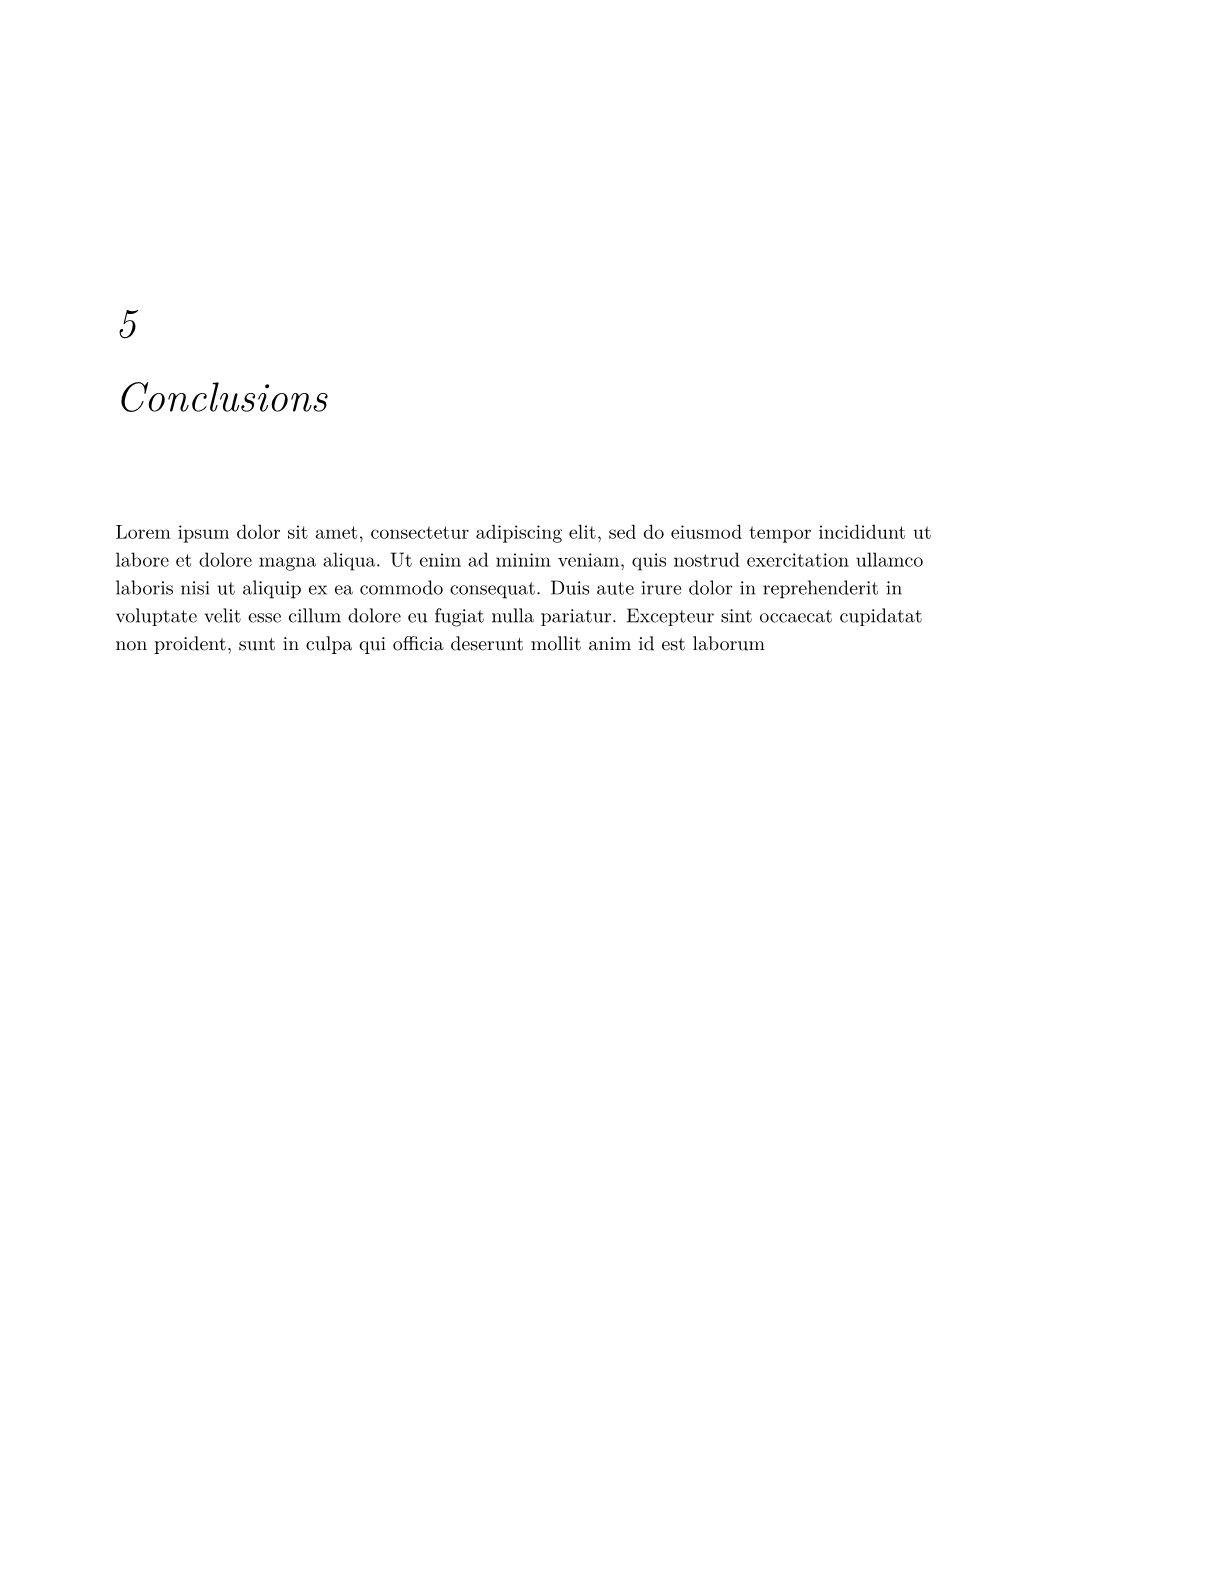 5
Conclusions
Lorem ipsum dolor sit amet, consectetur adipiscing elit, sed do eiusmod tempor incididunt ut
labore et dolore magna aliqua. Ut enim ad minim veniam, quis nostrud exercitation ullamco
laboris nisi ut aliquip ex ea commodo consequat. Duis aute irure dolor in reprehenderit in
voluptate velit esse cillum dolore eu fugiat nulla pariatur. Excepteur sint occaecat cupidatat
non proident, sunt in culpa qui officia deserunt mollit anim id est laborum